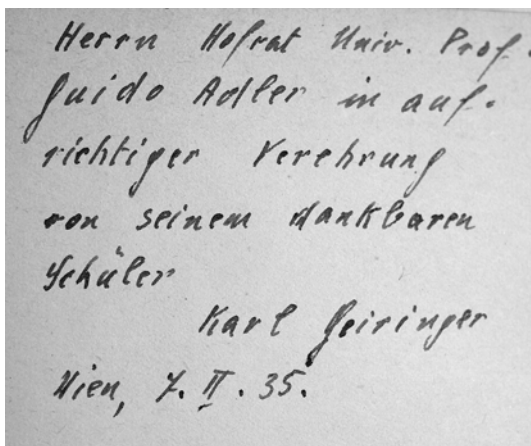 Herrn Hofrat Univ. Prof.
Guido Adler in auf-
richtiger Verehrung
von seinem dankbaren
Schüler
Karl Geiringer
Wien, 7. II. 35.